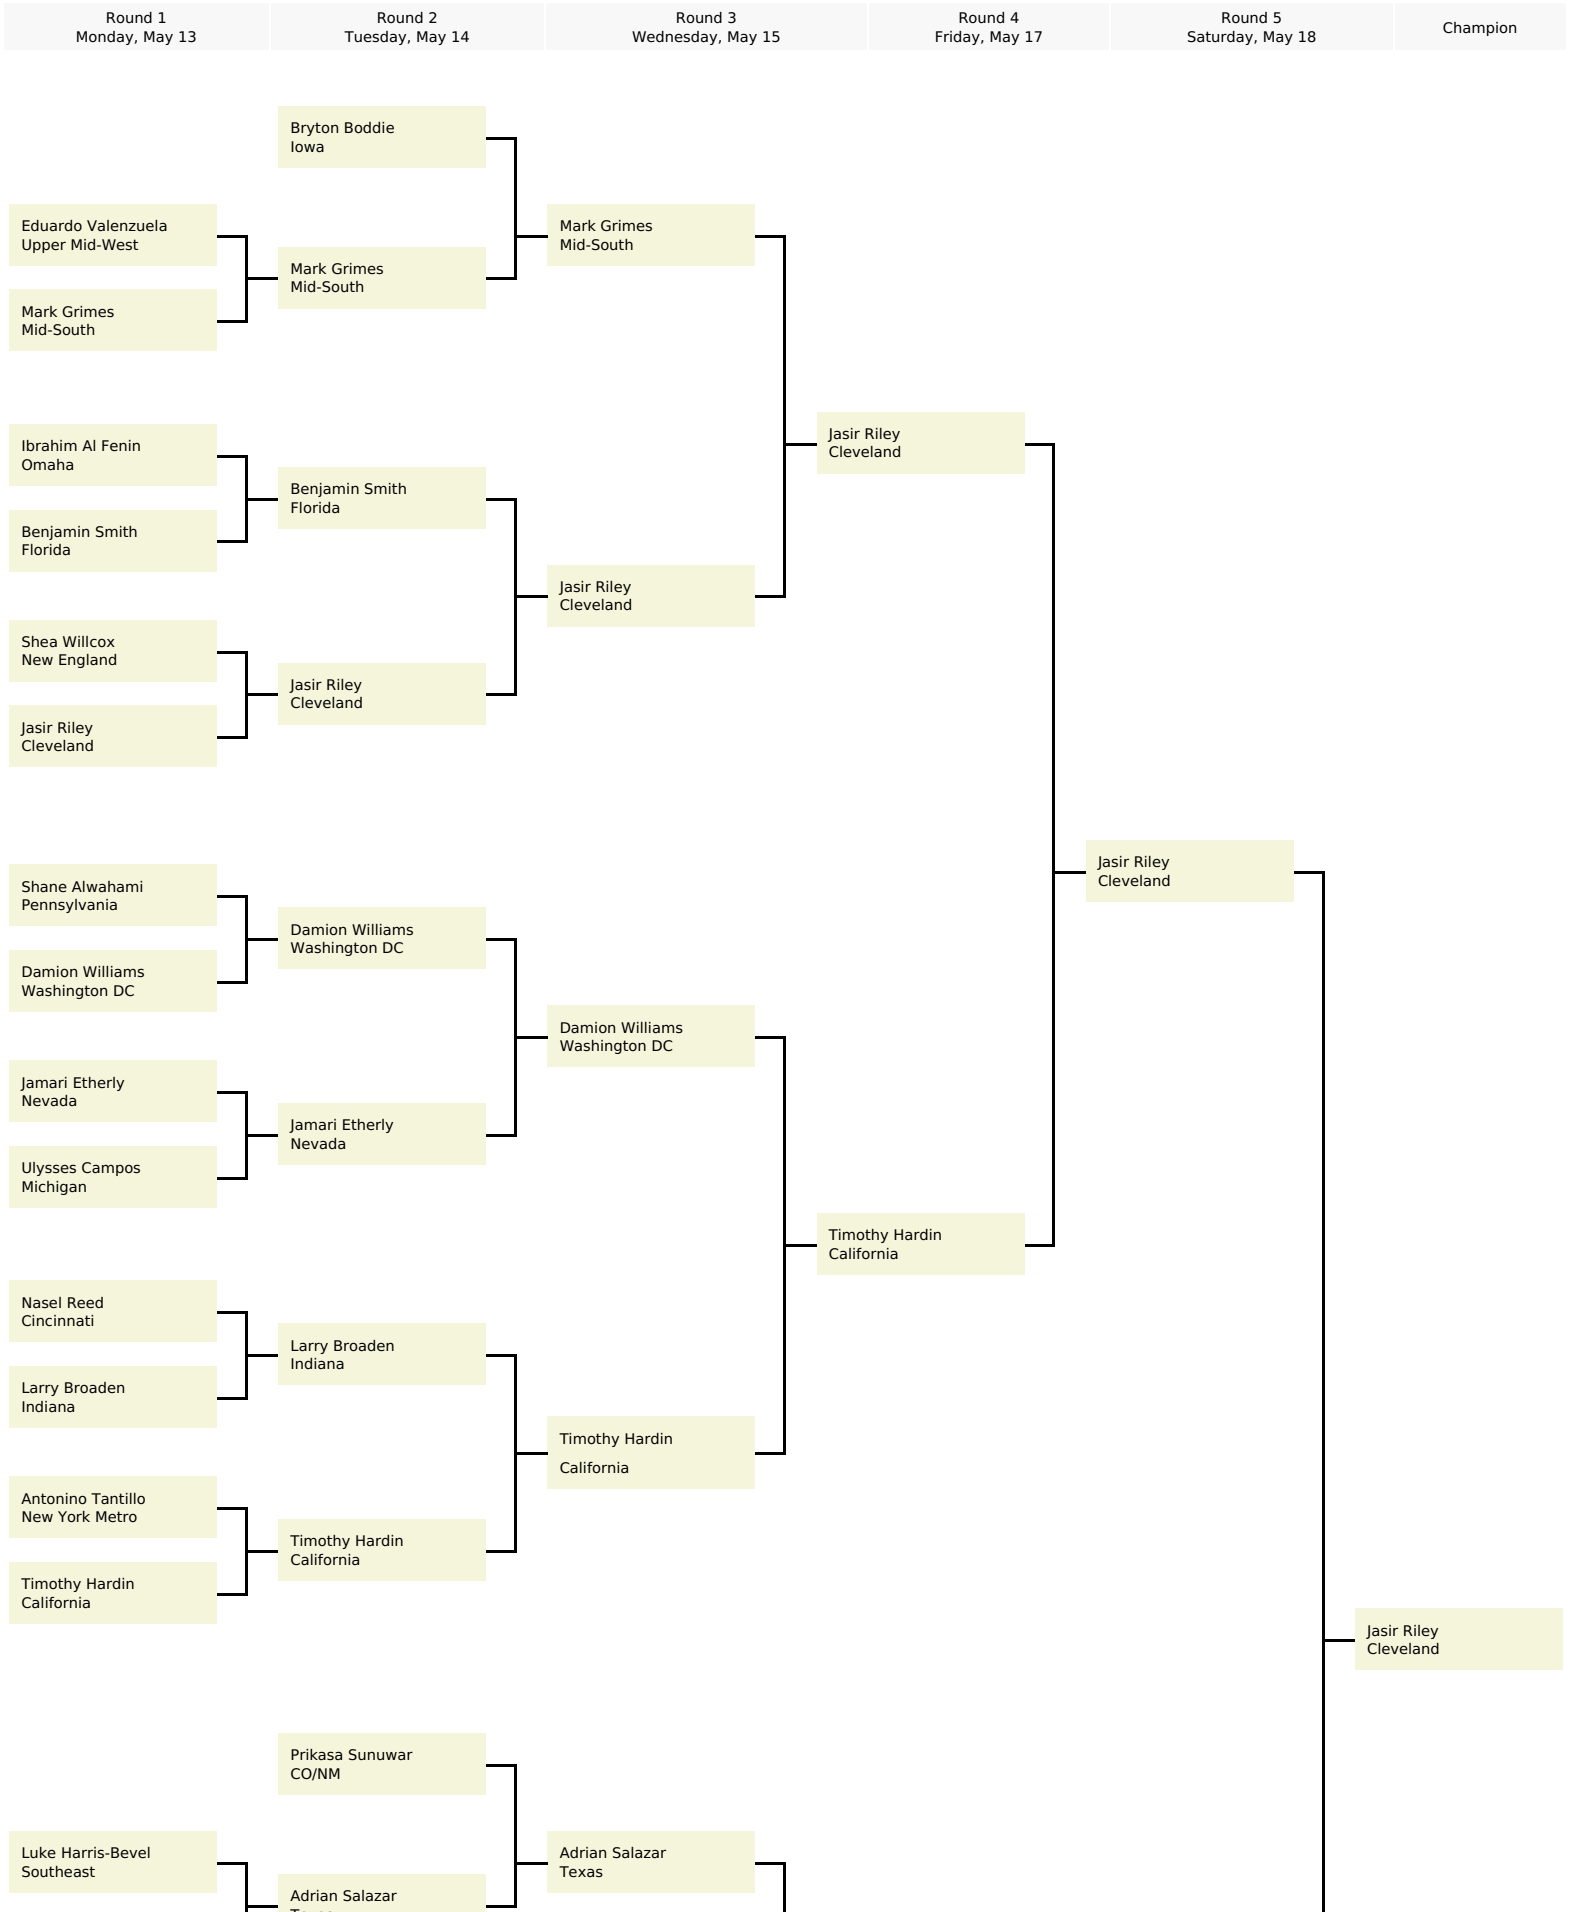 Round 1
Monday, May 13
Round 2
Tuesday, May 14
Round 3
Wednesday, May 15
Round 4
Friday, May 17
Round 5
Saturday, May 18
Champion
Bryton Boddie
Iowa
Eduardo Valenzuela
Upper Mid-West
Mark Grimes
Mid-South
Mark Grimes
Mid-South
Mark Grimes
Mid-South
Jasir Riley
Cleveland
Ibrahim Al Fenin
Omaha
Benjamin Smith
Florida
Benjamin Smith
Florida
Jasir Riley
Cleveland
Shea Willcox
New England
Jasir Riley
Cleveland
Jasir Riley
Cleveland
Jasir Riley
Cleveland
Shane Alwahami
Pennsylvania
Damion Williams
Washington DC
Damion Williams
Washington DC
Damion Williams
Washington DC
Jamari Etherly
Nevada
Jamari Etherly
Nevada
Ulysses Campos
Michigan
Timothy Hardin
California
Nasel Reed
Cincinnati
Larry Broaden
Indiana
Larry Broaden
Indiana
Timothy Hardin
California
Antonino Tantillo
New York Metro
Timothy Hardin
California
Timothy Hardin
California
Jasir Riley
Cleveland
Prikasa Sunuwar
CO/NM
Luke Harris-Bevel
Southeast
Adrian Salazar
Texas
Adrian Salazar